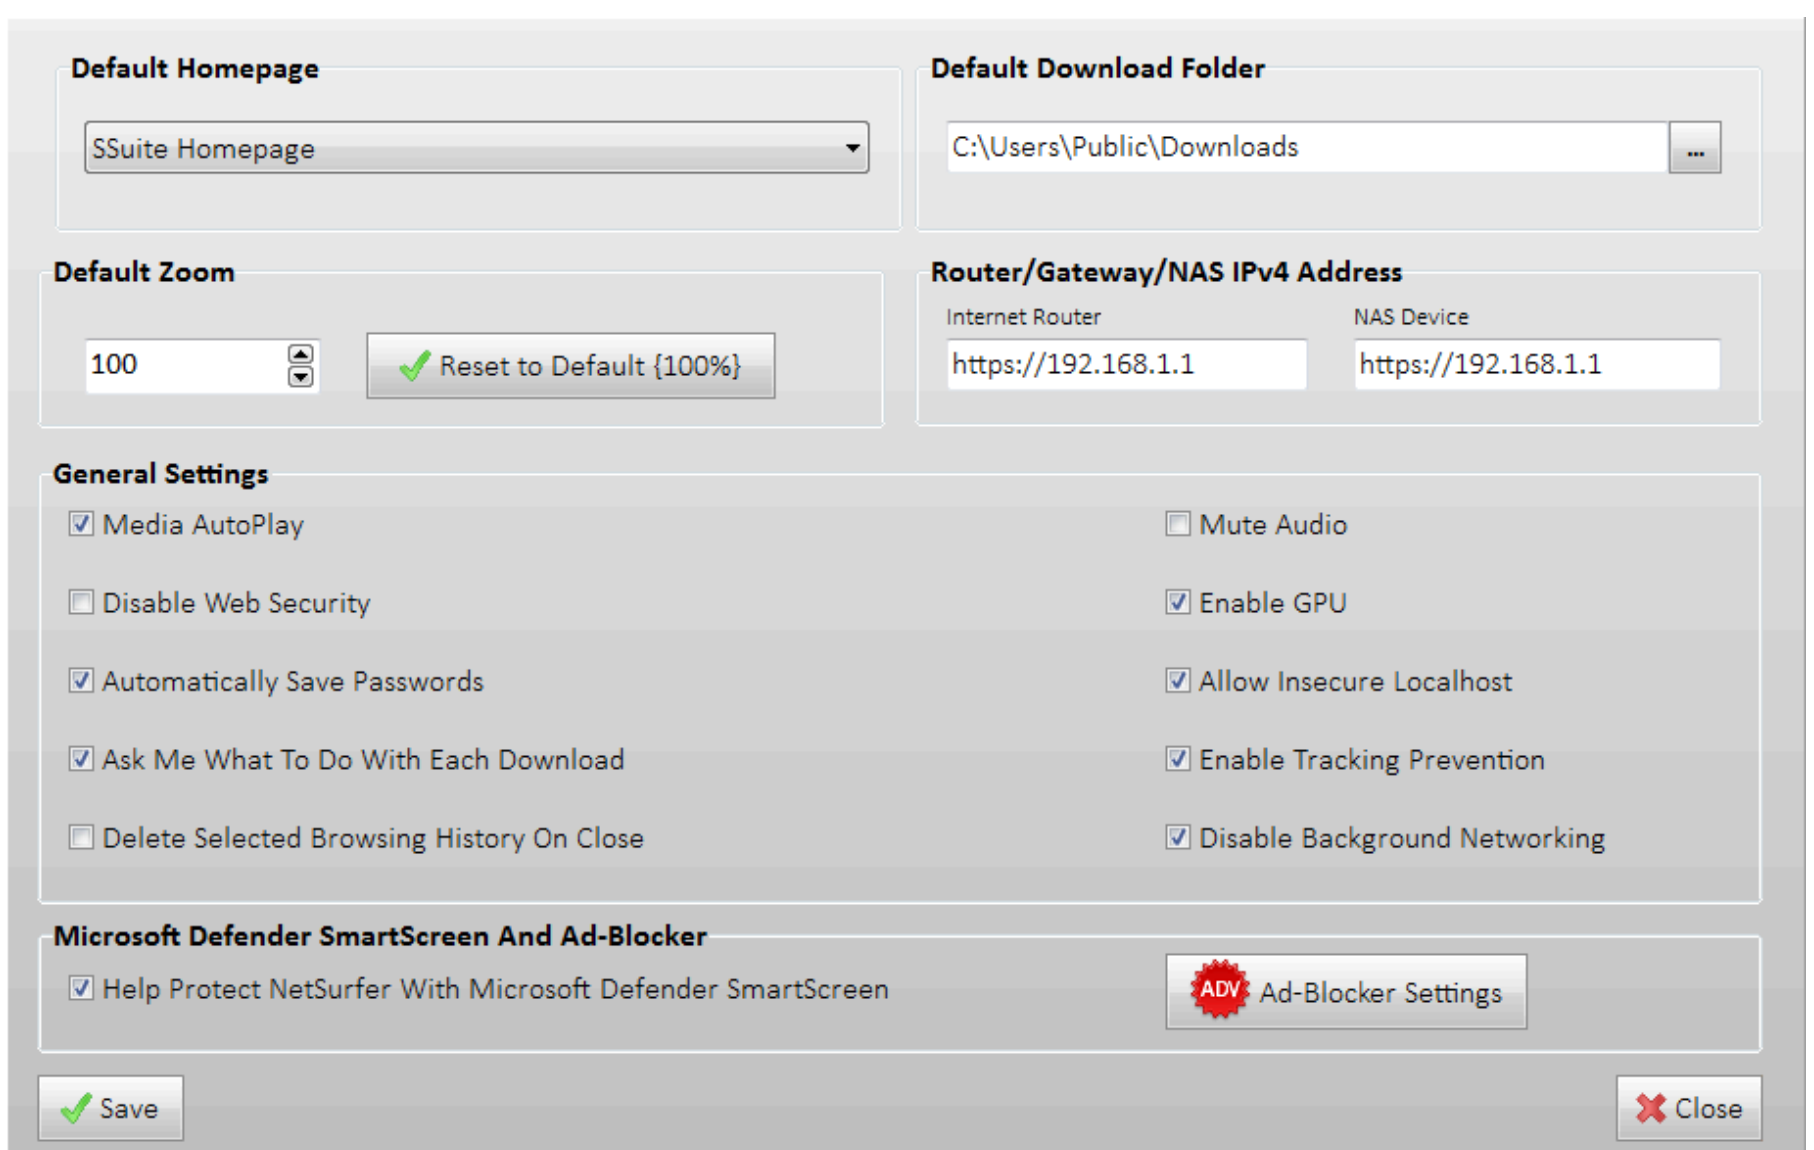 Default Homepage
SSuite Homepage
Default Download Folder
C:\Users\Public\Downloads
...
Default Zoom
100
Reset to Default {100%}
Router/Gateway/NAS IPv4 Address
Internet Router
NAS Device
https://192.168.1.1
https://192.168.1.1
General Settings
Media AutoPlay
Mute Audio
Disable Web Security
Enable GPU
Automatically Save Passwords
Allow Insecure Localhost
Ask Me What To Do With Each Download
Enable Tracking Prevention
Delete Selected Browsing History On Close
Disable Background Networking
Microsoft Defender SmartScreen And Ad-Blocker
Help Protect NetSurfer With Microsoft Defender SmartScreen
ADV
Ad-Blocker Settings
Save
Close